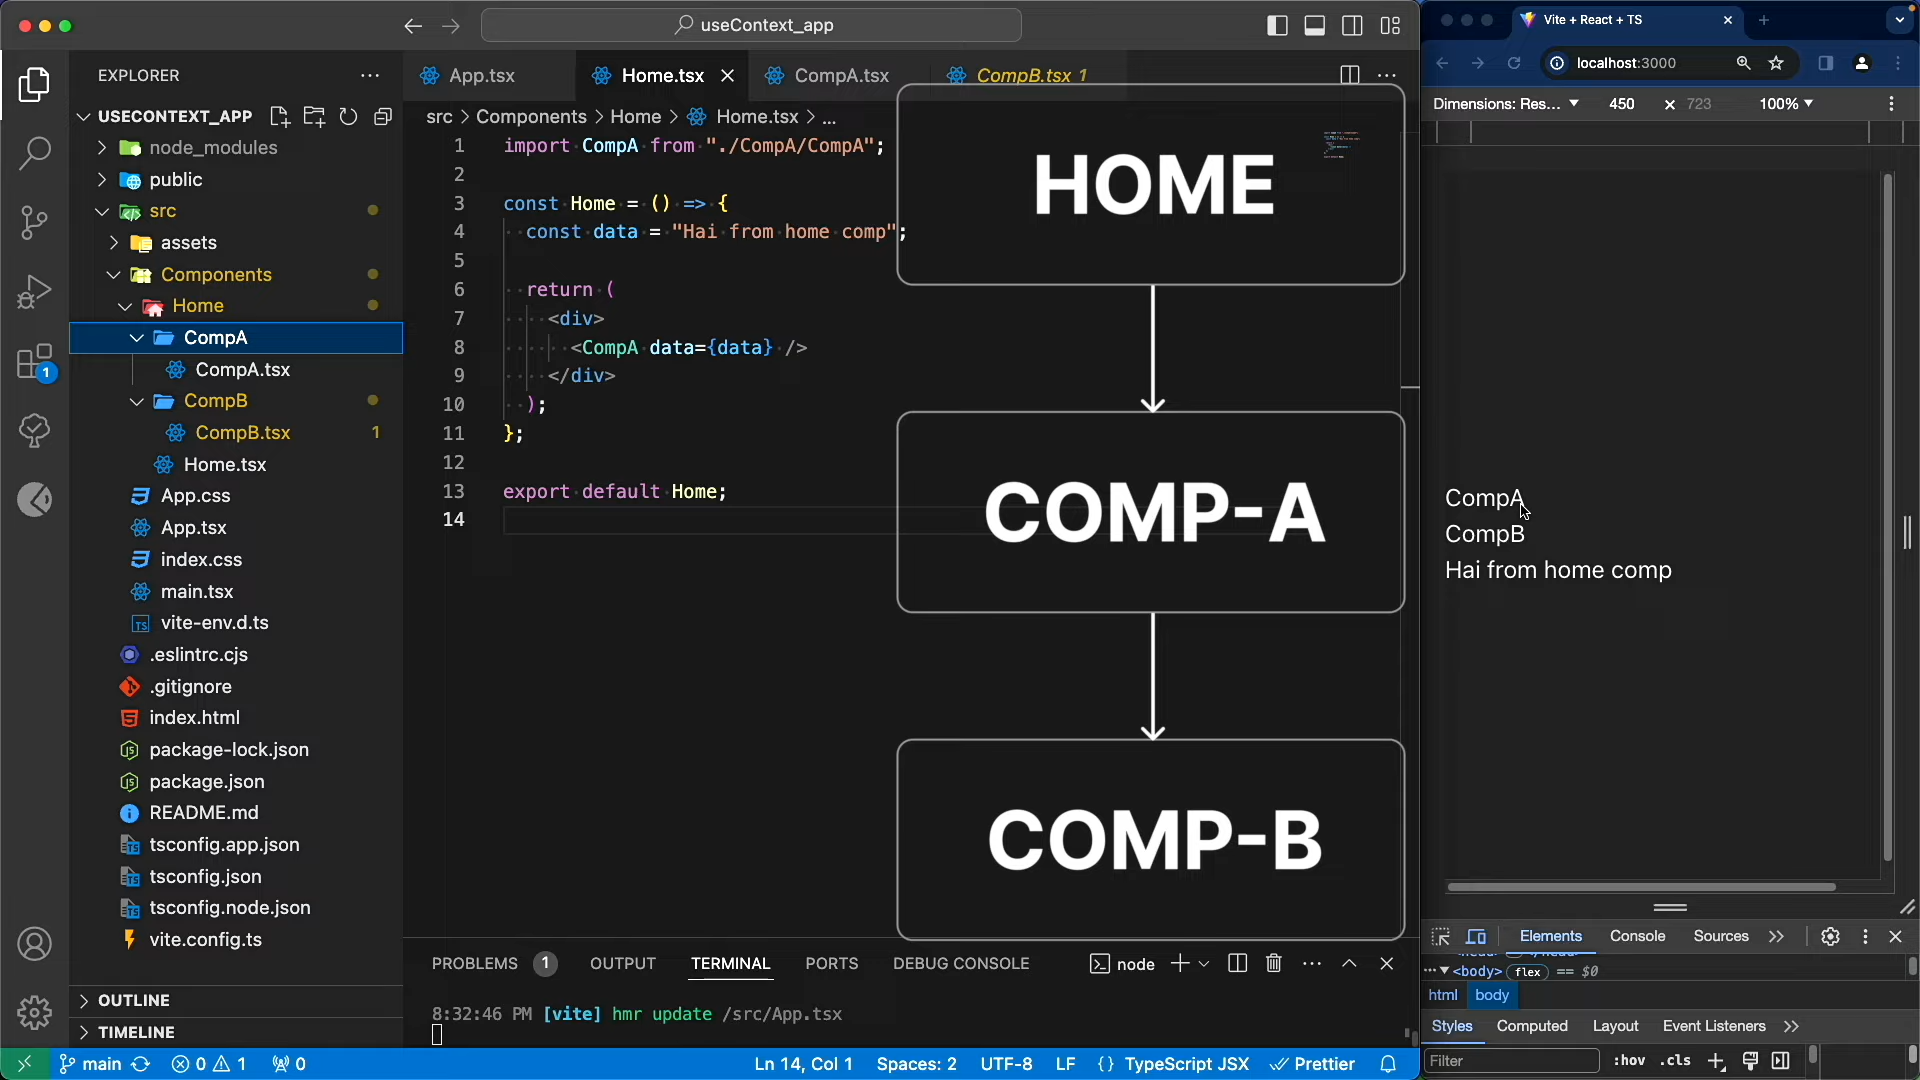 useContext_app
EXPLORER
USECONTEXT_APP
node_modules
public
src
assets
Components
Home
CompA
CompA.tsx
CompB
CompB.tsx 1
Home.tsx
App.css
App.tsx
index.css
main.tsx
vite-env.d.ts
.eslintrc.cjs
.gitignore
index.html
package-lock.json
package.json
README.md
tsconfig.app.json
tsconfig.json
tsconfig.node.json
vite.config.ts
OUTLINE
TIMELINE
1
App.tsx
Home.tsx
CompA.tsx
CompB.tsx 1
src > Components > Home > Home.tsx > ...
1 import CompA from "./CompA/CompA";
2
3 const Home = () => {
4 const data = "Hai from home comp";
5
6 return (
7 <div>
8 <CompA data={data} />
9 </div>
10 );
11 };
12
13 export default Home;
14
HOME
COMP-A
COMP-B
PROBLEMS 1 OUTPUT TERMINAL PORTS DEBUG CONSOLE node
8:32:46 PM [vite] hmr update /src/App.tsx
main 0 1 0 Ln 14, Col 1 Spaces: 2 UTF-8 LF {} TypeScript JSX Prettier
Vite + React + TS
localhost:3000
Dimensions: Res... 450 × 723 100%
CompA
CompB
Hai from home comp
Elements Console Sources
<body> flex == $0
html body
Styles Computed Layout Event Listeners
Filter :hov .cls